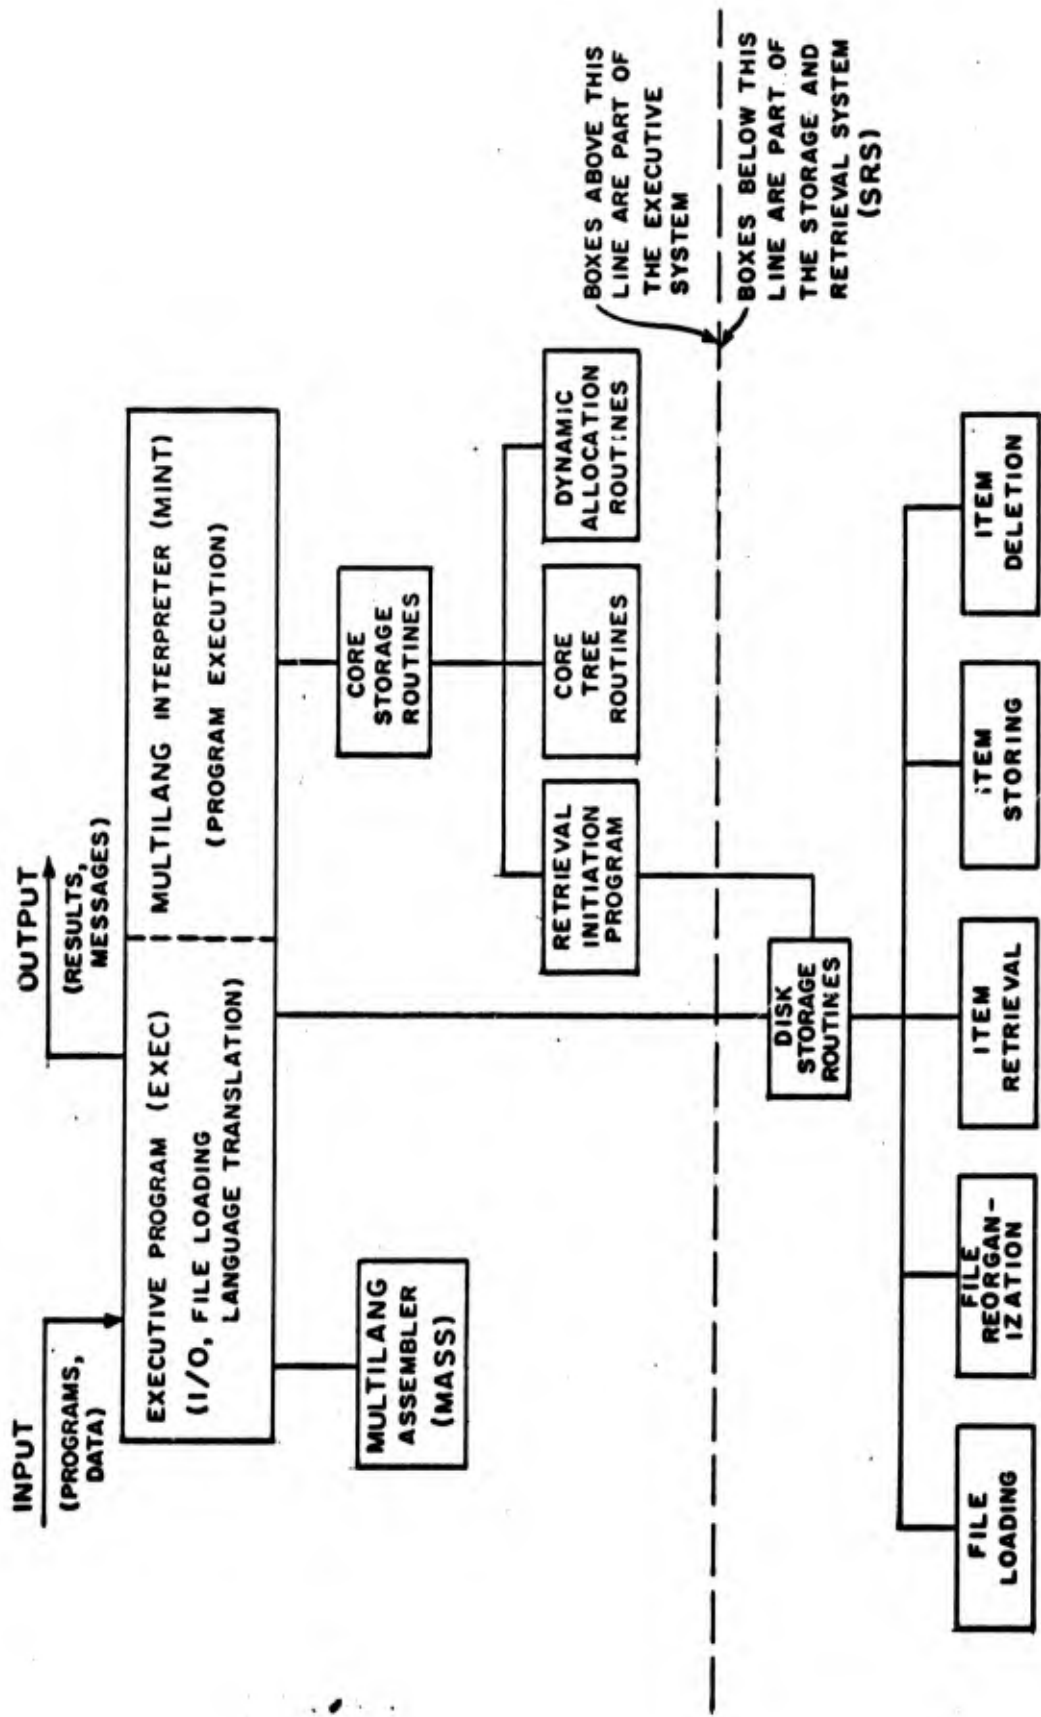 INPUT
(PROGRAMS,
DATA)
OUTPUT
(RESULTS,
MESSAGES)
EXECUTIVE PROGRAM (EXEC)
(I/O, FILE LOADING
LANGUAGE TRANSLATION)
MULTILANG INTERPRETER (MINT)
(PROGRAM EXECUTION)
MULTILANG
ASSEMBLER
(MASS)
CORE
STORAGE
ROUTINES
RETRIEVAL
INITIATION
PROGRAM
CORE
TREE
ROUTINES
DYNAMIC
ALLOCATION
ROUTINES
BOXES ABOVE THIS
LINE ARE PART OF
THE EXECUTIVE
SYSTEM
BOXES BELOW THIS
LINE ARE PART OF
THE STORAGE AND
RETRIEVAL SYSTEM
(SRS)
DISK
STORAGE
ROUTINES
FILE
LOADING
FILE
REORGAN-
IZATION
ITEM
RETRIEVAL
ITEM
STORING
ITEM
DELETION